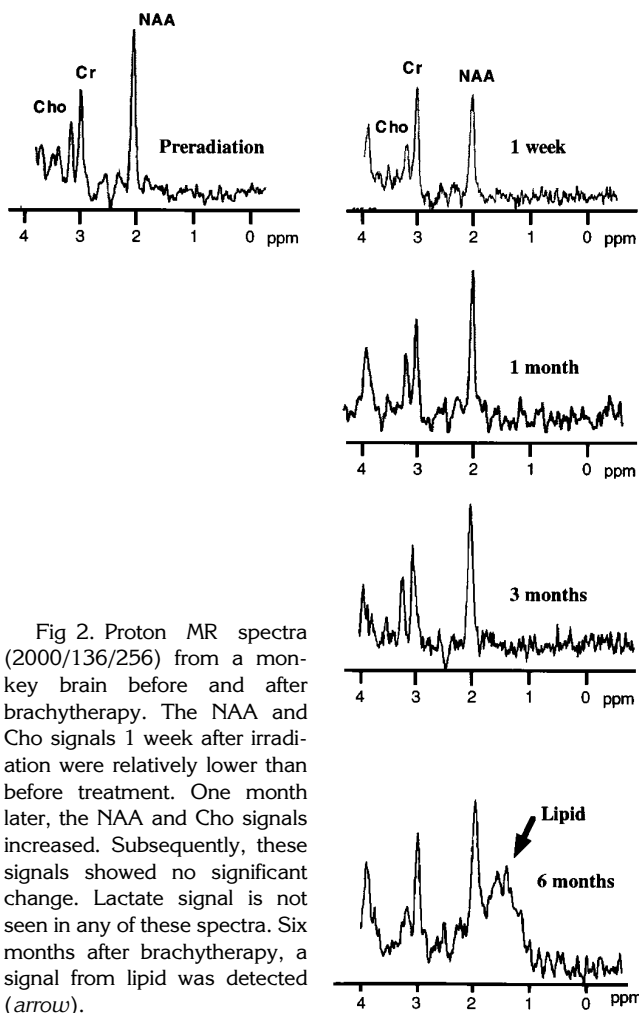 NAA
Cr
Cho
Preradiation
4 3 2 1 0 ppm
Cr
NAA
Cho
1 week
4 3 2 1 0 ppm
1 month
4 3 2 1 0 ppm
3 months
4 3 2 1 0 ppm
Lipid
6 months
4 3 2 1 0 ppm
Fig 2. Proton MR spectra
(2000/136/256) from a mon-
key brain before and after
brachytherapy. The NAA and
Cho signals 1 week after irradi-
ation were relatively lower than
before treatment. One month
later, the NAA and Cho signals
increased. Subsequently, these
signals showed no significant
change. Lactate signal is not
seen in any of these spectra. Six
months after brachytherapy, a
signal from lipid was detected
(arrow).